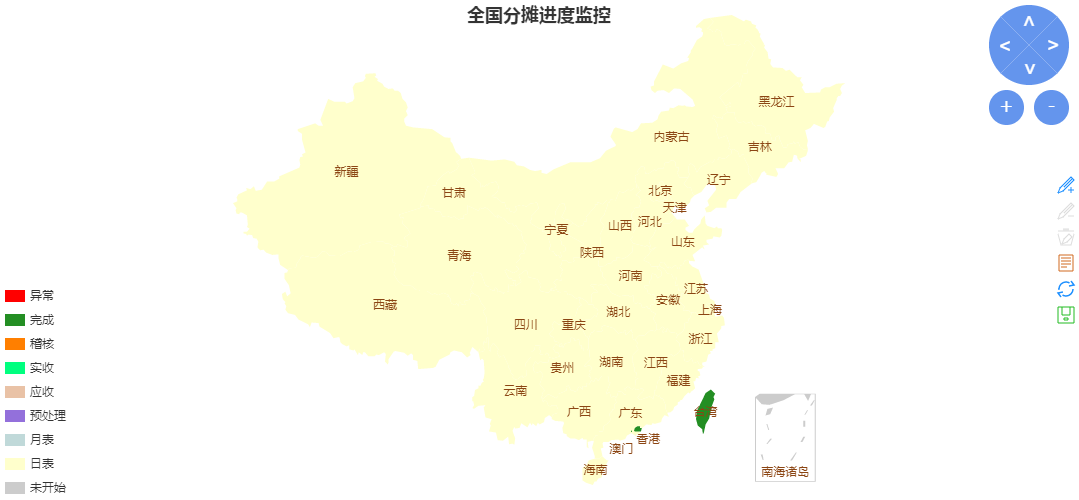 全国分摊进度监控
黑龙江
内蒙古
吉林
新疆
辽宁
甘肃
北京
天津
河北
山西
宁夏
山东
陕西
青海
河南
江苏
安徽
西藏
上海
湖北
四川
重庆
浙江
湖南
江西
贵州
福建
云南
广西
广东
台湾
香港
澳门
海南
南海诸岛
异常
完成
稽核
实收
应收
预处理
月表
日表
未开始